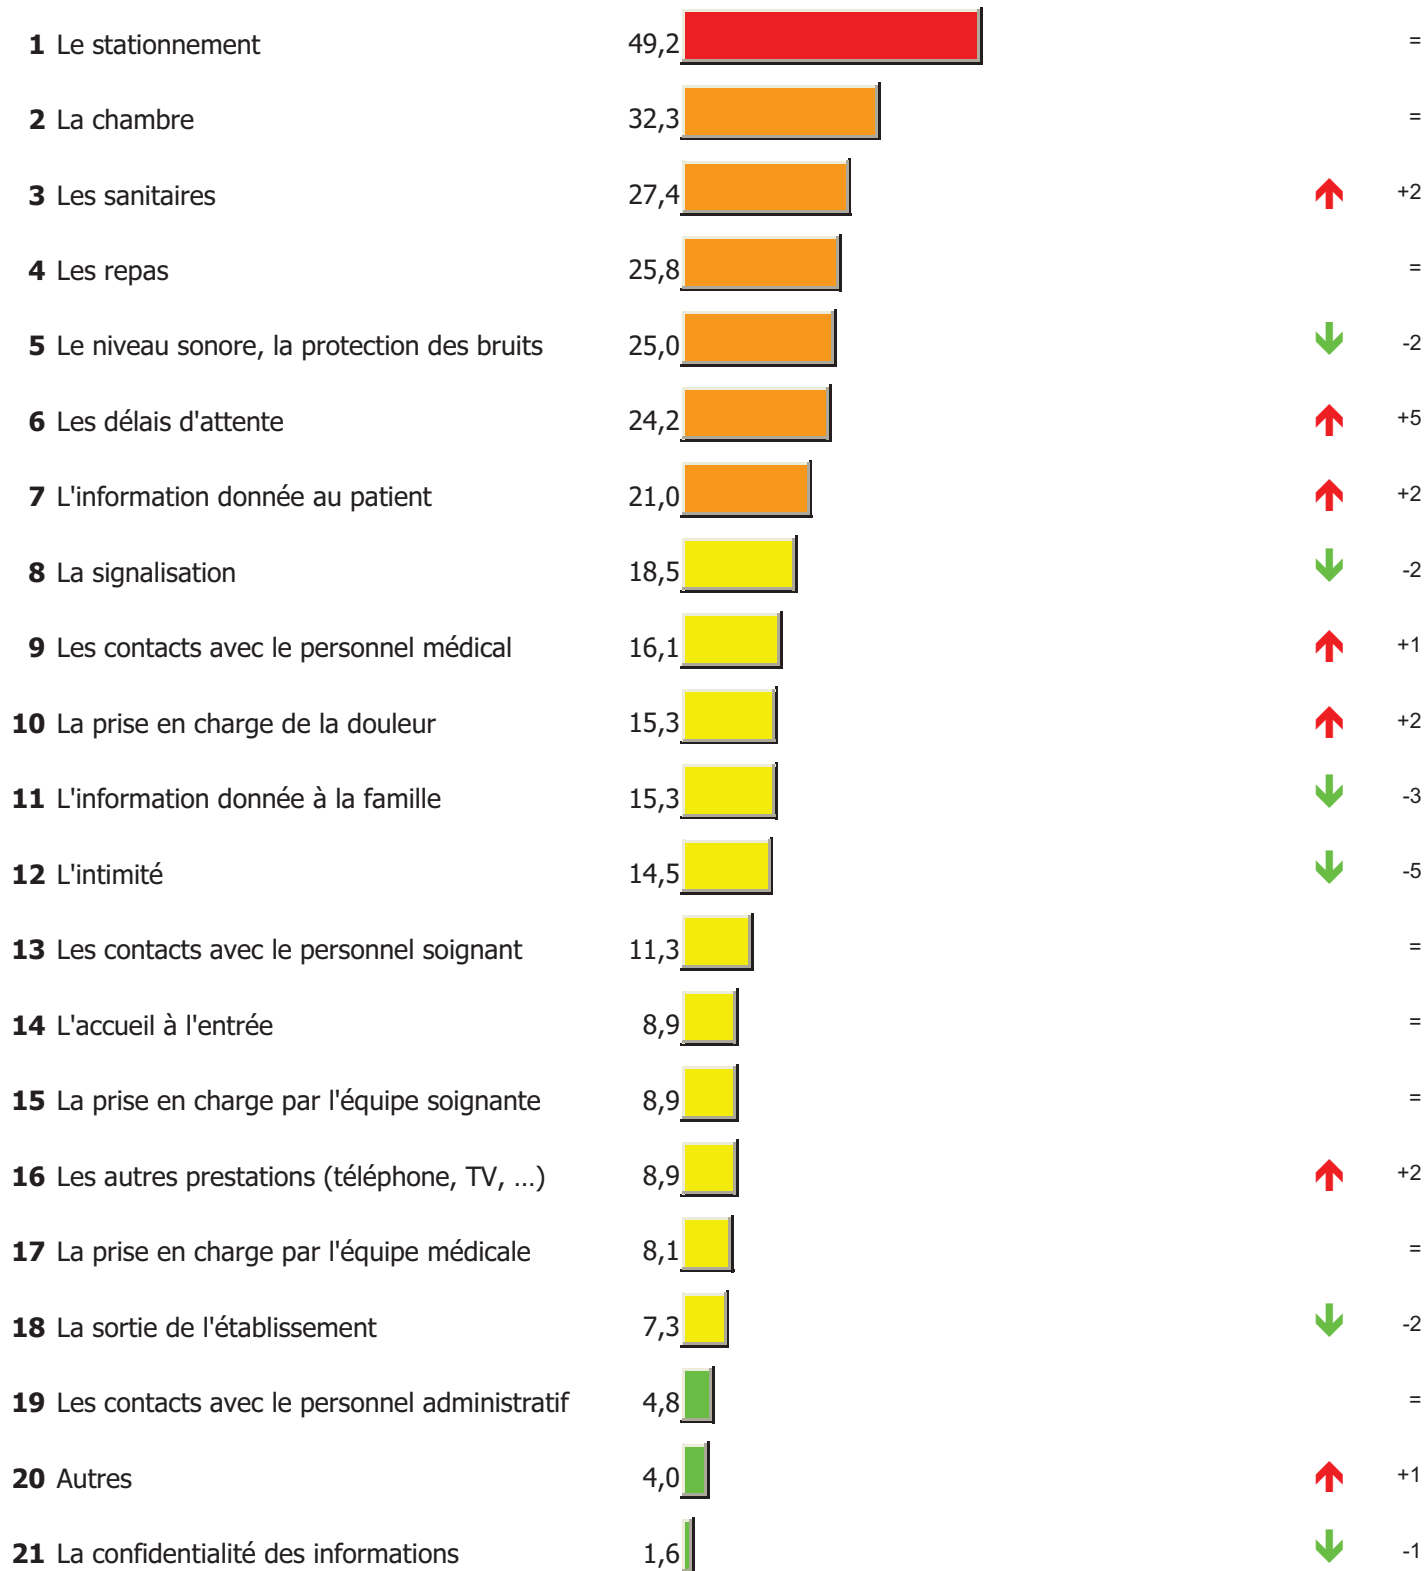 1 Le stationnement 49,2 =
2 La chambre 32,3 =
3 Les sanitaires 27,4 +2
4 Les repas 25,8 =
5 Le niveau sonore, la protection des bruits 25,0 -2
6 Les délais d'attente 24,2 +5
7 L'information donnée au patient 21,0 +2
8 La signalisation 18,5 -2
9 Les contacts avec le personnel médical 16,1 +1
10 La prise en charge de la douleur 15,3 +2
11 L'information donnée à la famille 15,3 -3
12 L'intimité 14,5 -5
13 Les contacts avec le personnel soignant 11,3 =
14 L'accueil à l'entrée 8,9 =
15 La prise en charge par l'équipe soignante 8,9 =
16 Les autres prestations (téléphone, TV, ...) 8,9 +2
17 La prise en charge par l'équipe médicale 8,1 =
18 La sortie de l'établissement 7,3 -2
19 Les contacts avec le personnel administratif 4,8 =
20 Autres 4,0 +1
21 La confidentialité des informations 1,6 -1